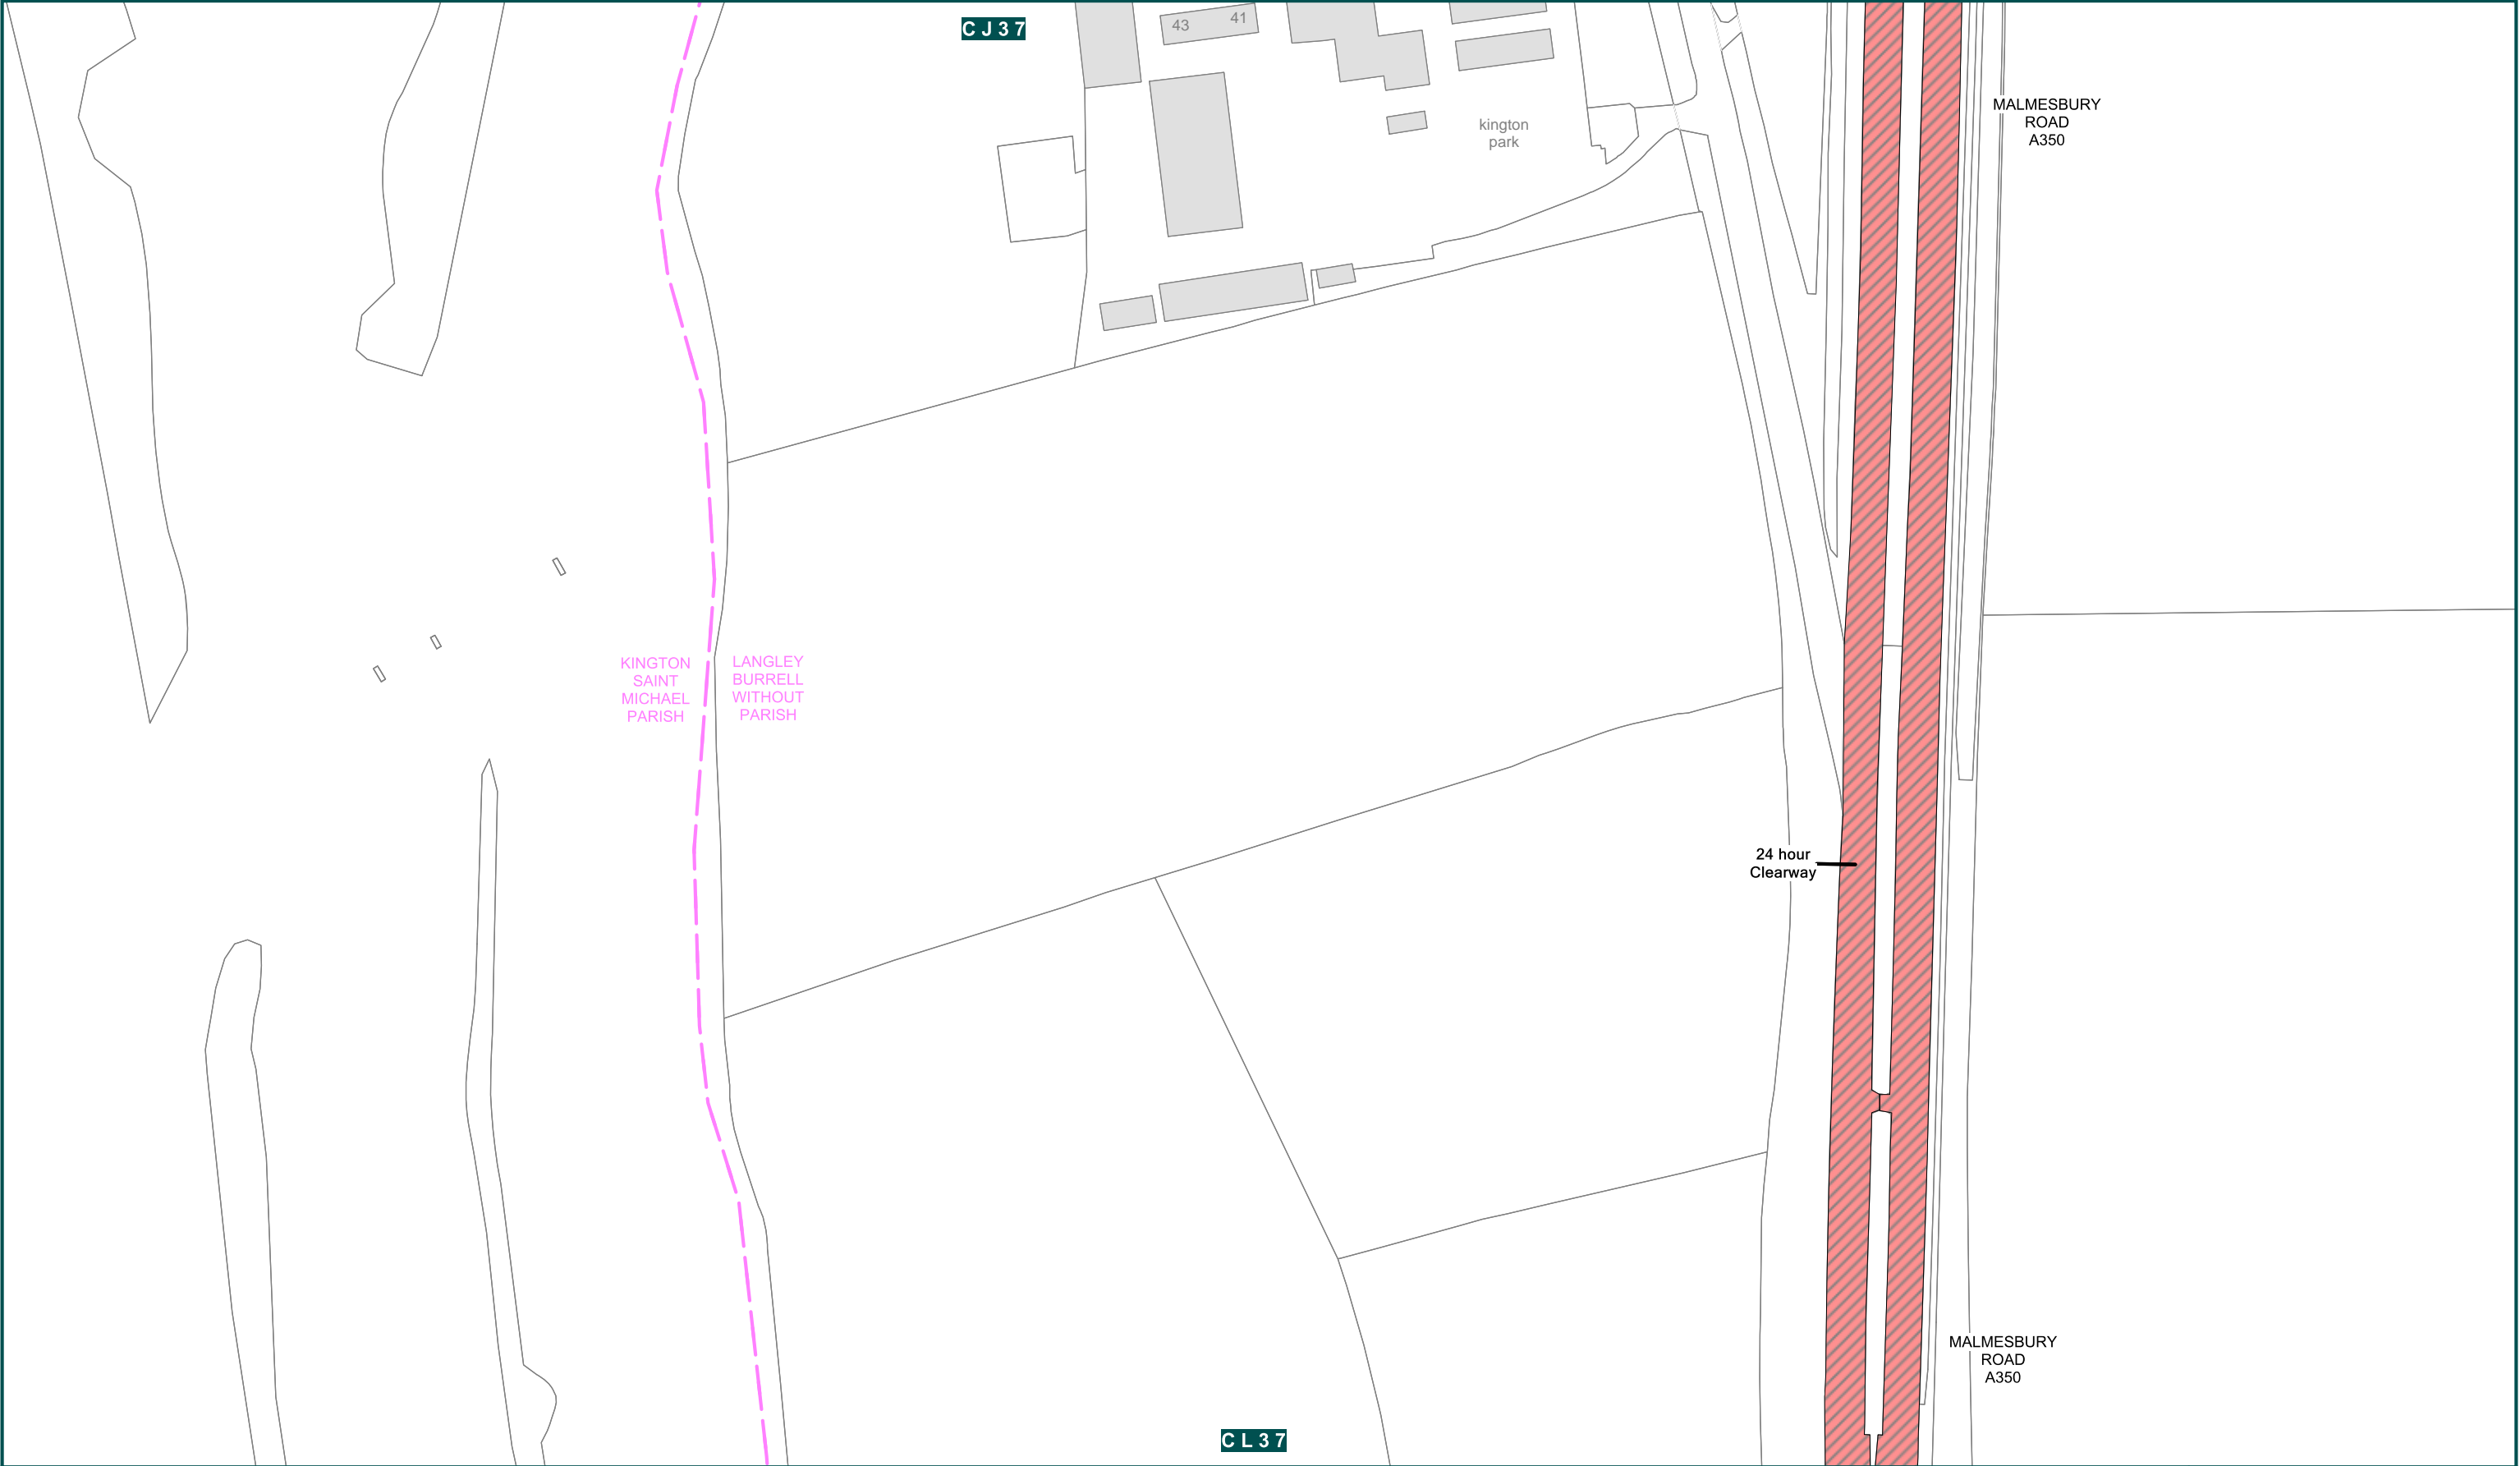 CJ37
43
41
MALMESBURY
ROAD
A350
kington
park
KINGTON
SAINT
MICHAEL
PARISH
LANGLEY
BURRELL
WITHOUT
PARISH
24 hour
Clearway
MALMESBURY
ROAD
A350
CL37